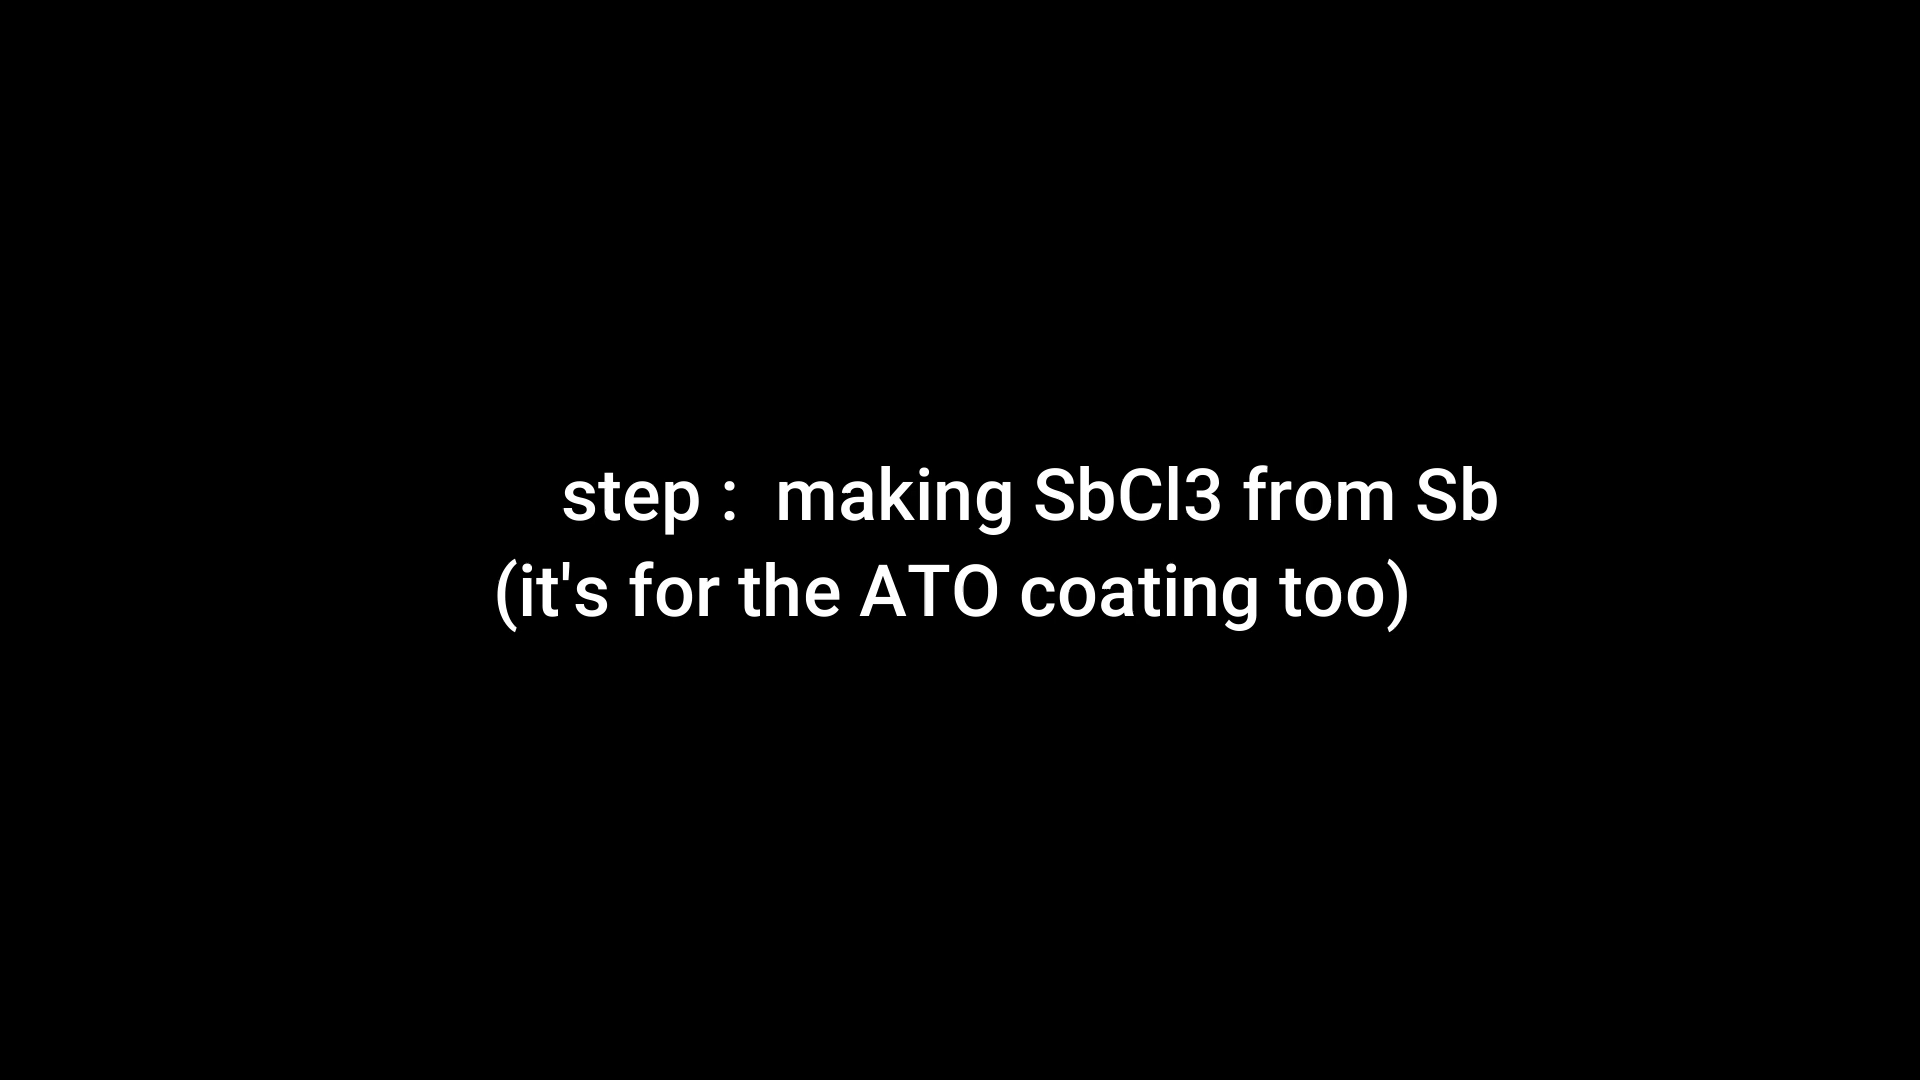 step :  making SbCl3 from Sb
(it's for the ATO coating too)